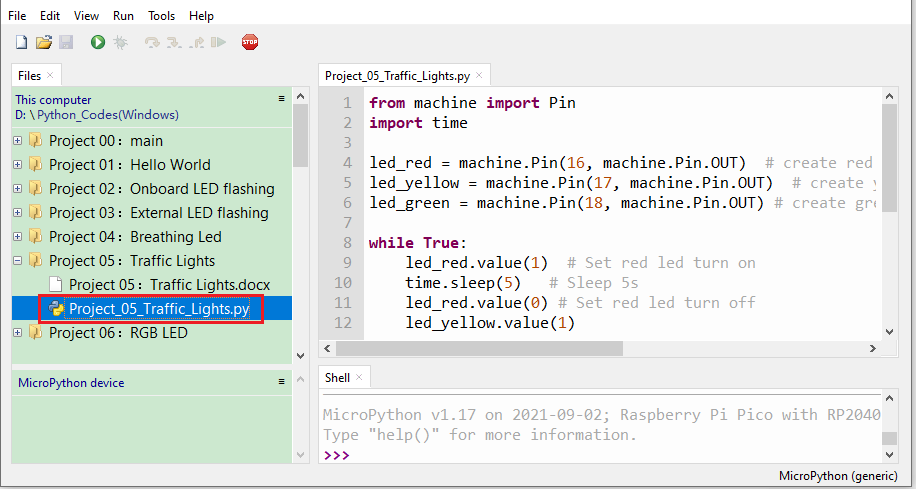 File Edit View Run Tools Help
STOP
Files ×
This computer ≡
D: \Python_Codes(Windows)
Project 00：main
Project 01：Hello World
Project 02：Onboard LED flashing
Project 03：External LED flashing
Project 04：Breathing Led
Project 05：Traffic Lights
Project 05：Traffic Lights.docx
Project_05_Traffic_Lights.py
Project 06：RGB LED
MicroPython device ≡
Project_05_Traffic_Lights.py ×
1 from machine import Pin
2 import time
3
4 led_red = machine.Pin(16, machine.Pin.OUT)  # create red
5 led_yellow = machine.Pin(17, machine.Pin.OUT)  # create y
6 led_green = machine.Pin(18, machine.Pin.OUT) # create gre
7
8 while True:
9     led_red.value(1)  # Set red led turn on
10     time.sleep(5)   # Sleep 5s
11     led_red.value(0) # Set red led turn off
12     led_yellow.value(1)
Shell ×
MicroPython v1.17 on 2021-09-02; Raspberry Pi Pico with RP2040
Type "help()" for more information.
>>>
MicroPython (generic)